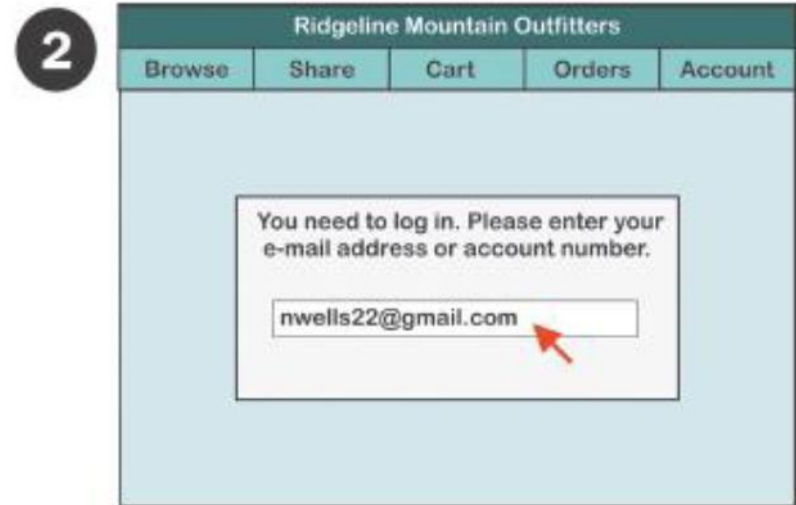 2
Ridgeline Mountain Outfitters
Browse Share Cart Orders Account
You need to log in. Please enter your
e-mail address or account number.
nwells22@gmail.com